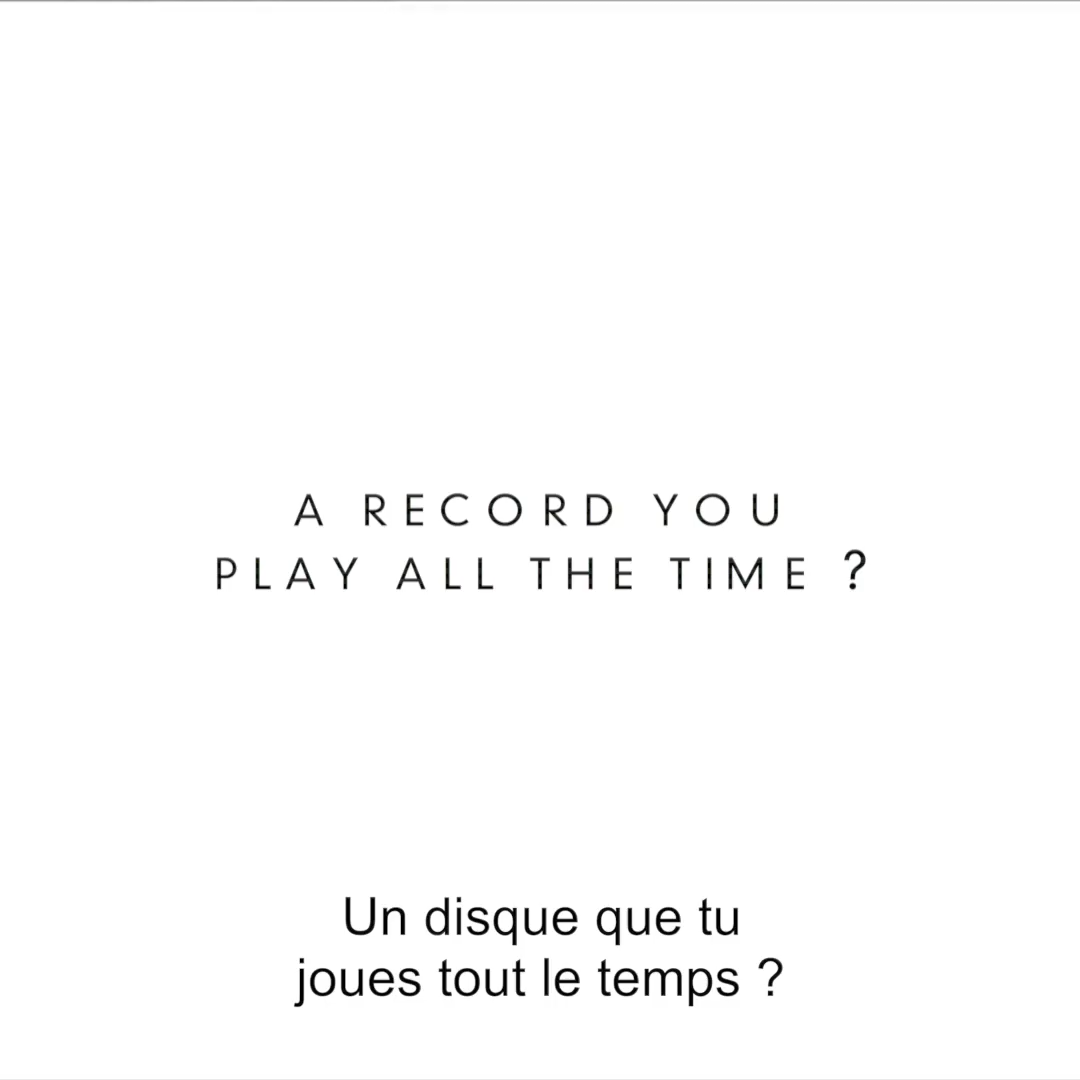 A RECORD YOU
PLAY ALL THE TIME ?
Un disque que tu
joues tout le temps ?